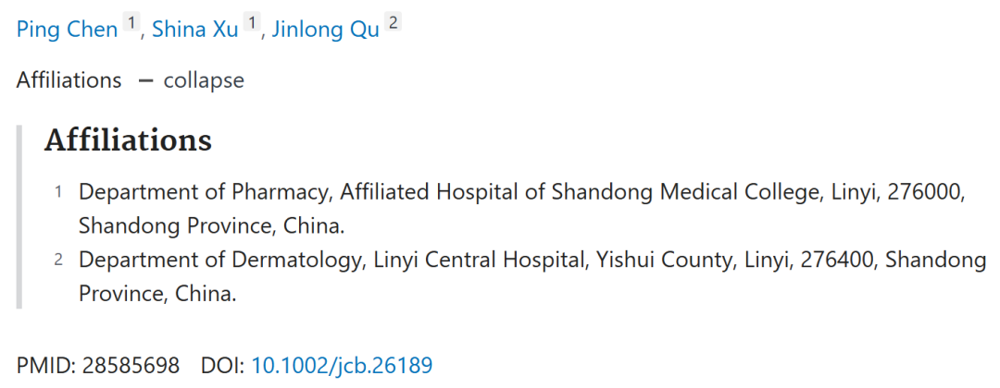 Ping Chen 1, Shina Xu 1, Jinlong Qu 2
Affiliations — collapse
Affiliations
1 Department of Pharmacy, Affiliated Hospital of Shandong Medical College, Linyi, 276000,
Shandong Province, China.
2 Department of Dermatology, Linyi Central Hospital, Yishui County, Linyi, 276400, Shandong
Province, China.
PMID: 28585698 DOI: 10.1002/jcb.26189